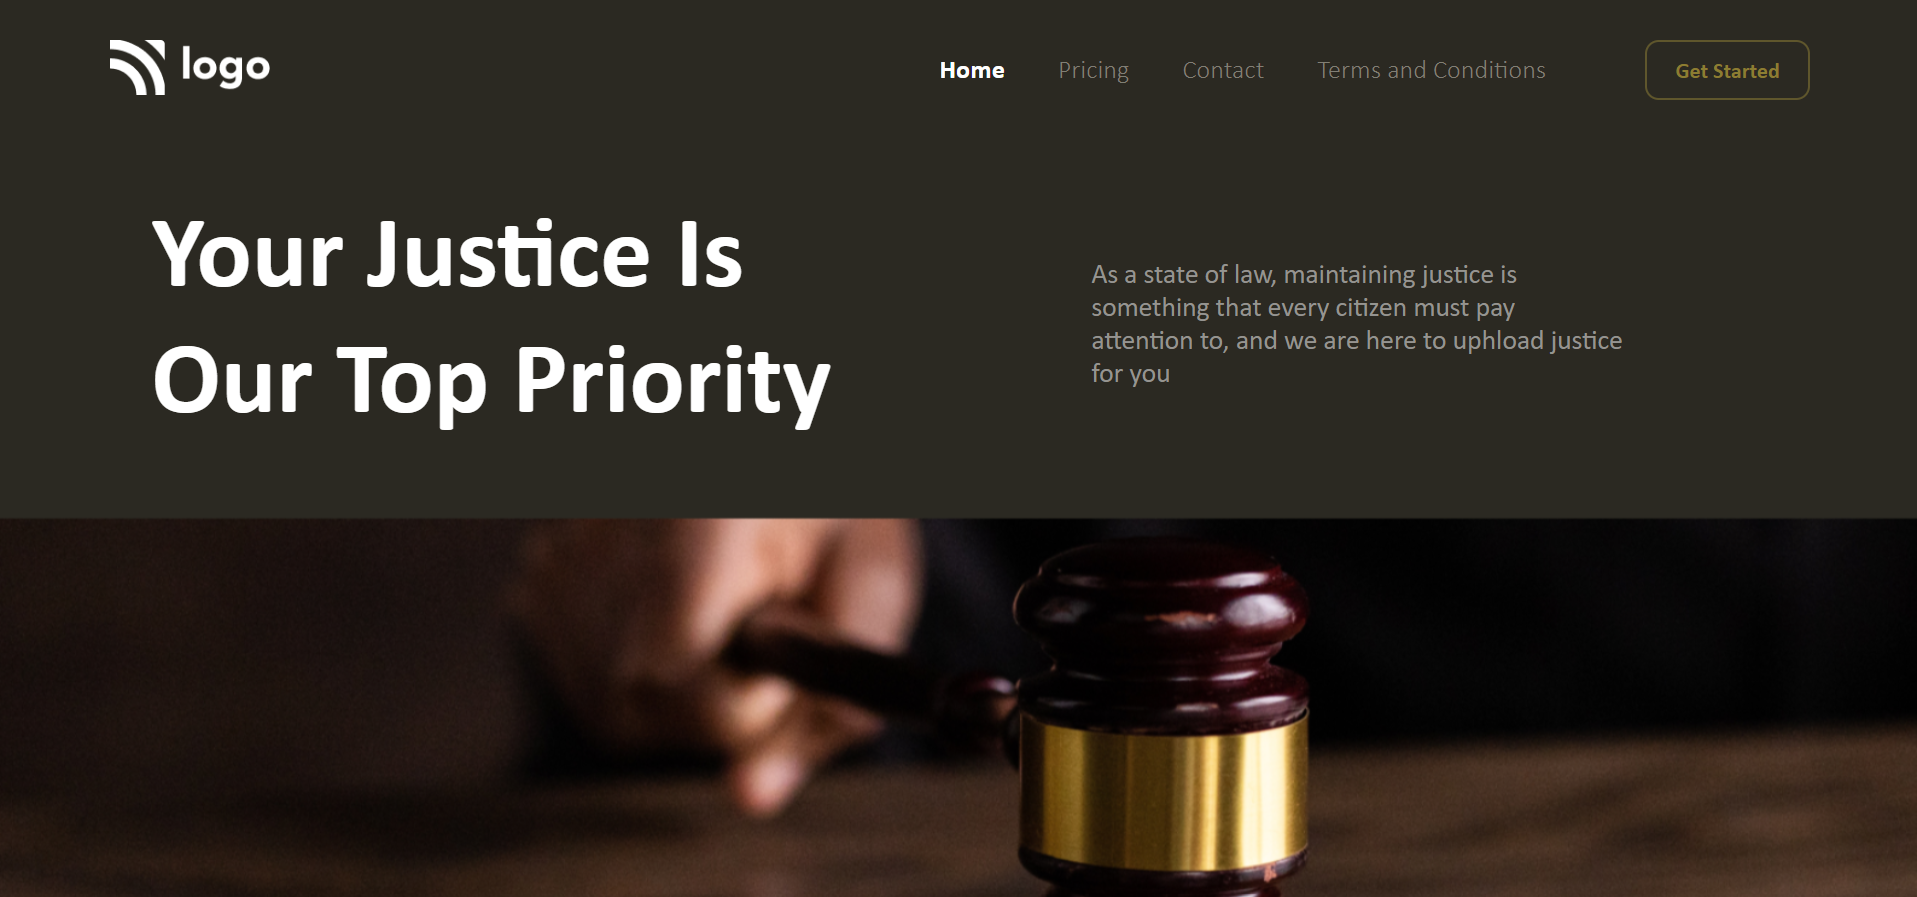 logo
Home
Pricing
Contact
Terms and Conditions
Get Started
Your Justice Is
Our Top Priority
As a state of law, maintaining justice is
something that every citizen must pay
attention to, and we are here to uphload justice
for you